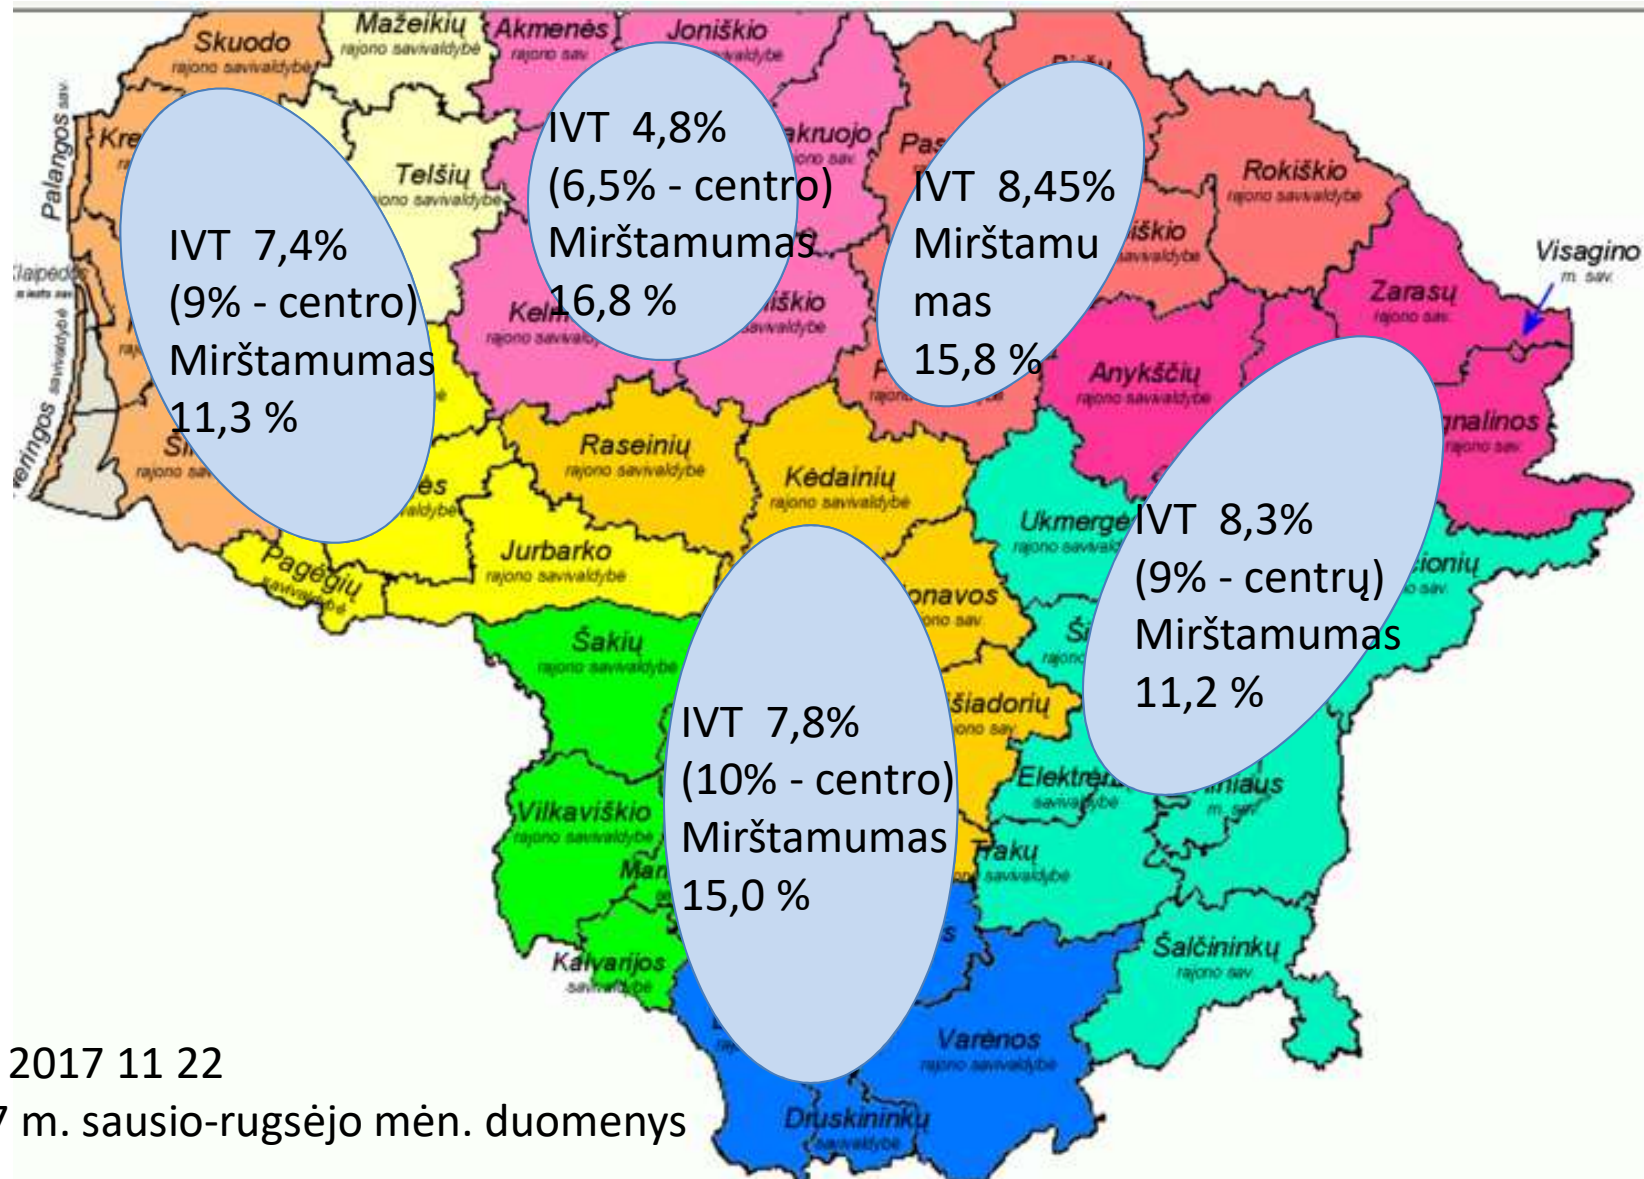 Mažeikių
rajono savivaldybė
Akmenės
rajono sav.
Joniškio
rajono savivaldybė
Skuodo
rajono savivaldybė
Palangos sav.
Telšių
rajono savivaldybė
IVT 4,8%
(6,5% - centro)
Mirštamumas
16,8 %
IVT 8,45%
Mirštamu
mas
15,8 %
Rokiškio
rajono savivaldybė
Visagino
m. sav.
Zarasų
rajono sav.
IVT 7,4%
(9% - centro)
Mirštamumas
11,3 %
Anykščių
rajono savivaldybė
Raseinių
rajono savivaldybė
Kėdainių
rajono savivaldybė
IVT 8,3%
(9% - centrų)
Mirštamumas
11,2 %
Jurbarko
rajono savivaldybė
Pagėgių
savivaldybė
Šakių
rajono savivaldybė
IVT 7,8%
(10% - centro)
Mirštamumas
15,0 %
Vilkaviškio
rajono savivaldybė
Kalvarijos
savivaldybė
Šalčininkų
rajono sav.
Varėnos
rajono savivaldybė
Druskininkų
savivaldybė
2017 11 22
7 m. sausio-rugsėjo mėn. duomenys